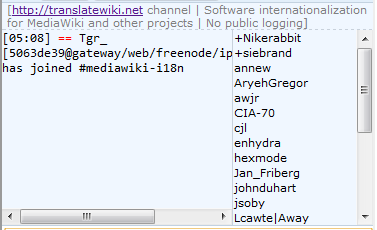 [http://translatewiki.net channel | Software internationalization
for MediaWiki and other projects | No public logging]
[05:08] == Tgr_
[5063de39@gateway/web/freenode/ip
has joined #mediawiki-i18n
+Nikerabbit
+siebrand
annew
AryehGregor
awjr
CIA-70
cjl
enhydra
hexmode
Jan_Friberg
johnduhart
jsoby
Lcawte|Away